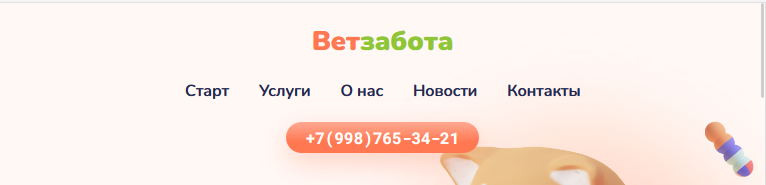 Ветзабота
Старт Услуги О нас Новости Контакты
+7(998)765-34-21